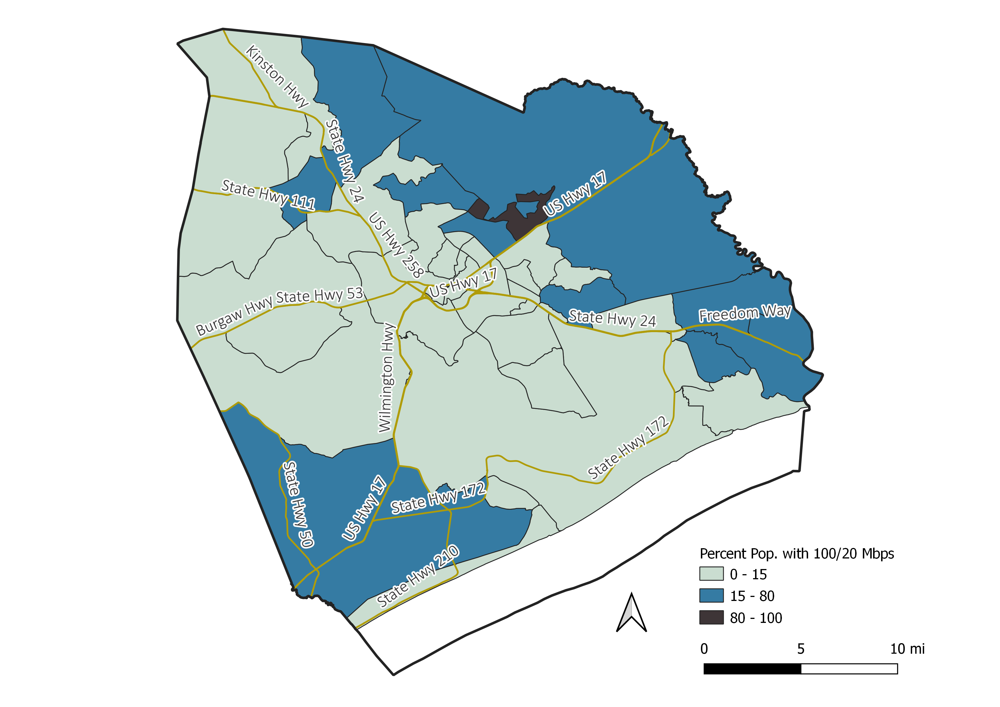 Kinston Hwy
State Hwy 24
US Hwy 17
State Hwy 111
US Hwy 258
US Hwy 17
Burgaw Hwy State Hwy 53
State Hwy 24
Freedom Way
Wilmington Hwy
State Hwy 172
State Hwy 50
US Hwy 17
State Hwy 172
State Hwy 210
Percent Pop. with 100/20 Mbps
0 - 15
15 - 80
80 - 100
0 5 10 mi